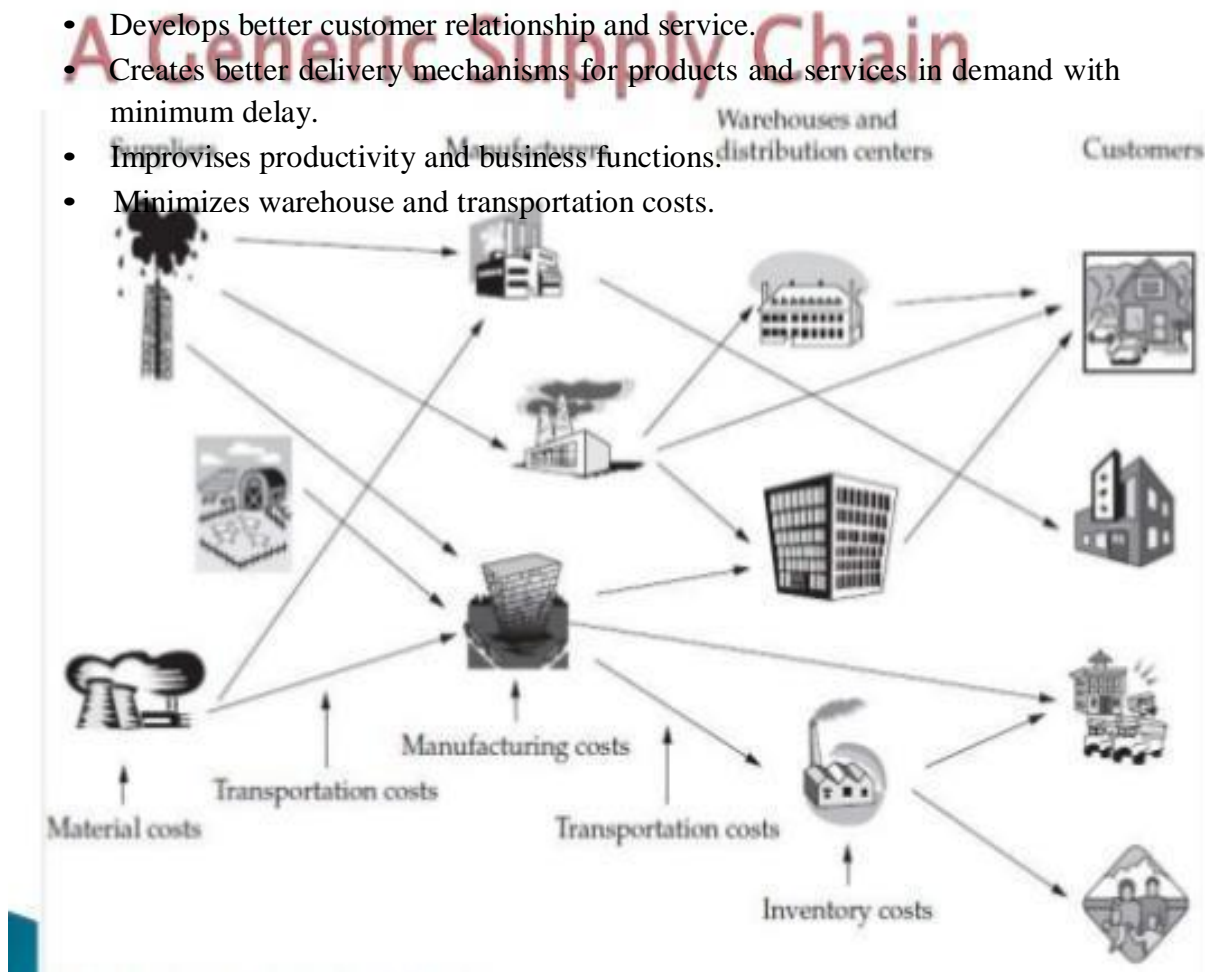 A Generic Supply Chain
• Develops better customer relationship and service.
• Creates better delivery mechanisms for products and services in demand with
minimum delay.
• Improvises productivity and business functions.
• Minimizes warehouse and transportation costs.
Suppliers
Manufacturers
Warehouses and
distribution centers
Customers
Manufacturing costs
Transportation costs
Transportation costs
Material costs
Inventory costs